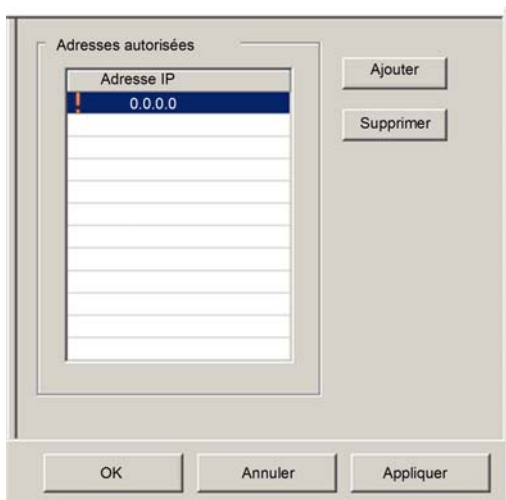 Adresses autorisées
Ajouter
Adresse IP
! 0.0.0.0
Supprimer
OK Annuler Appliquer